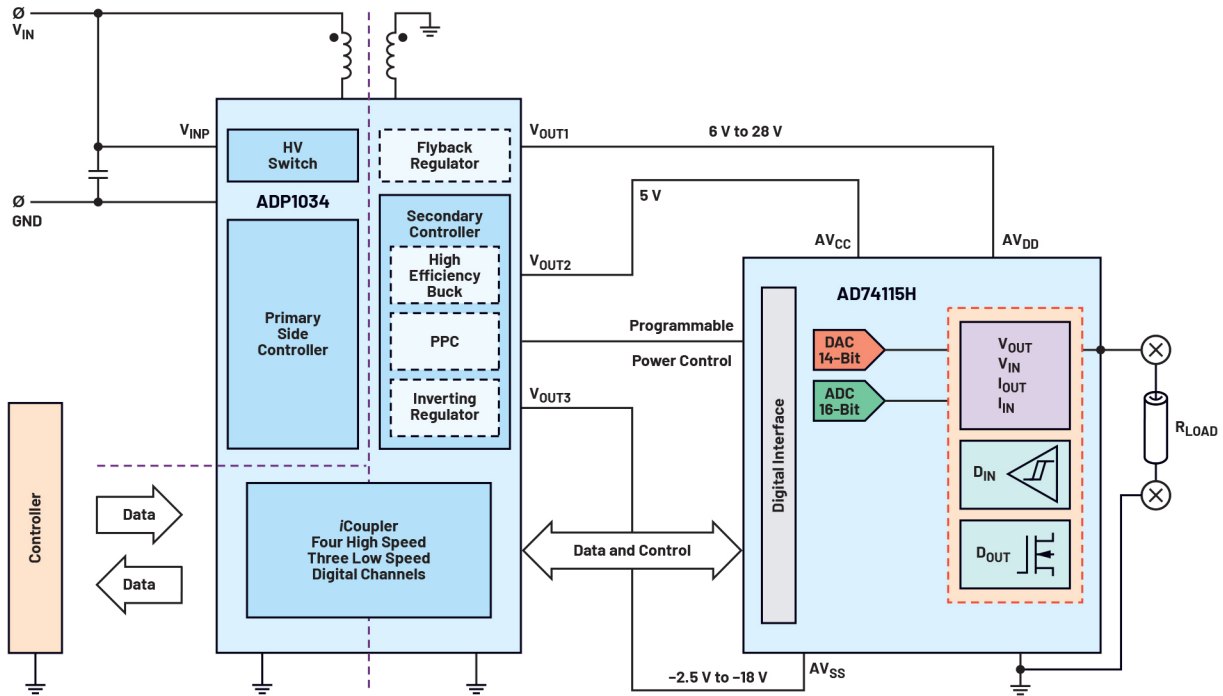 Ø
VIN
VINP
Ø
GND
HV
Switch
ADP1034
Primary
Side
Controller
Flyback
Regulator
Secondary
Controller
High
Efficiency
Buck
PPC
Inverting
Regulator
iCoupler
Four High Speed
Three Low Speed
Digital Channels
Controller
Data
Data
VOUT1
6 V to 28 V
5 V
VOUT2
Programmable
Power Control
VOUT3
Data and Control
−2.5 V to −18 V
AVCC
AVDD
AD74115H
Digital Interface
DAC
14-Bit
ADC
16-Bit
VOUT
VIN
IOUT
IIN
DIN
DOUT
AVSS
RLOAD